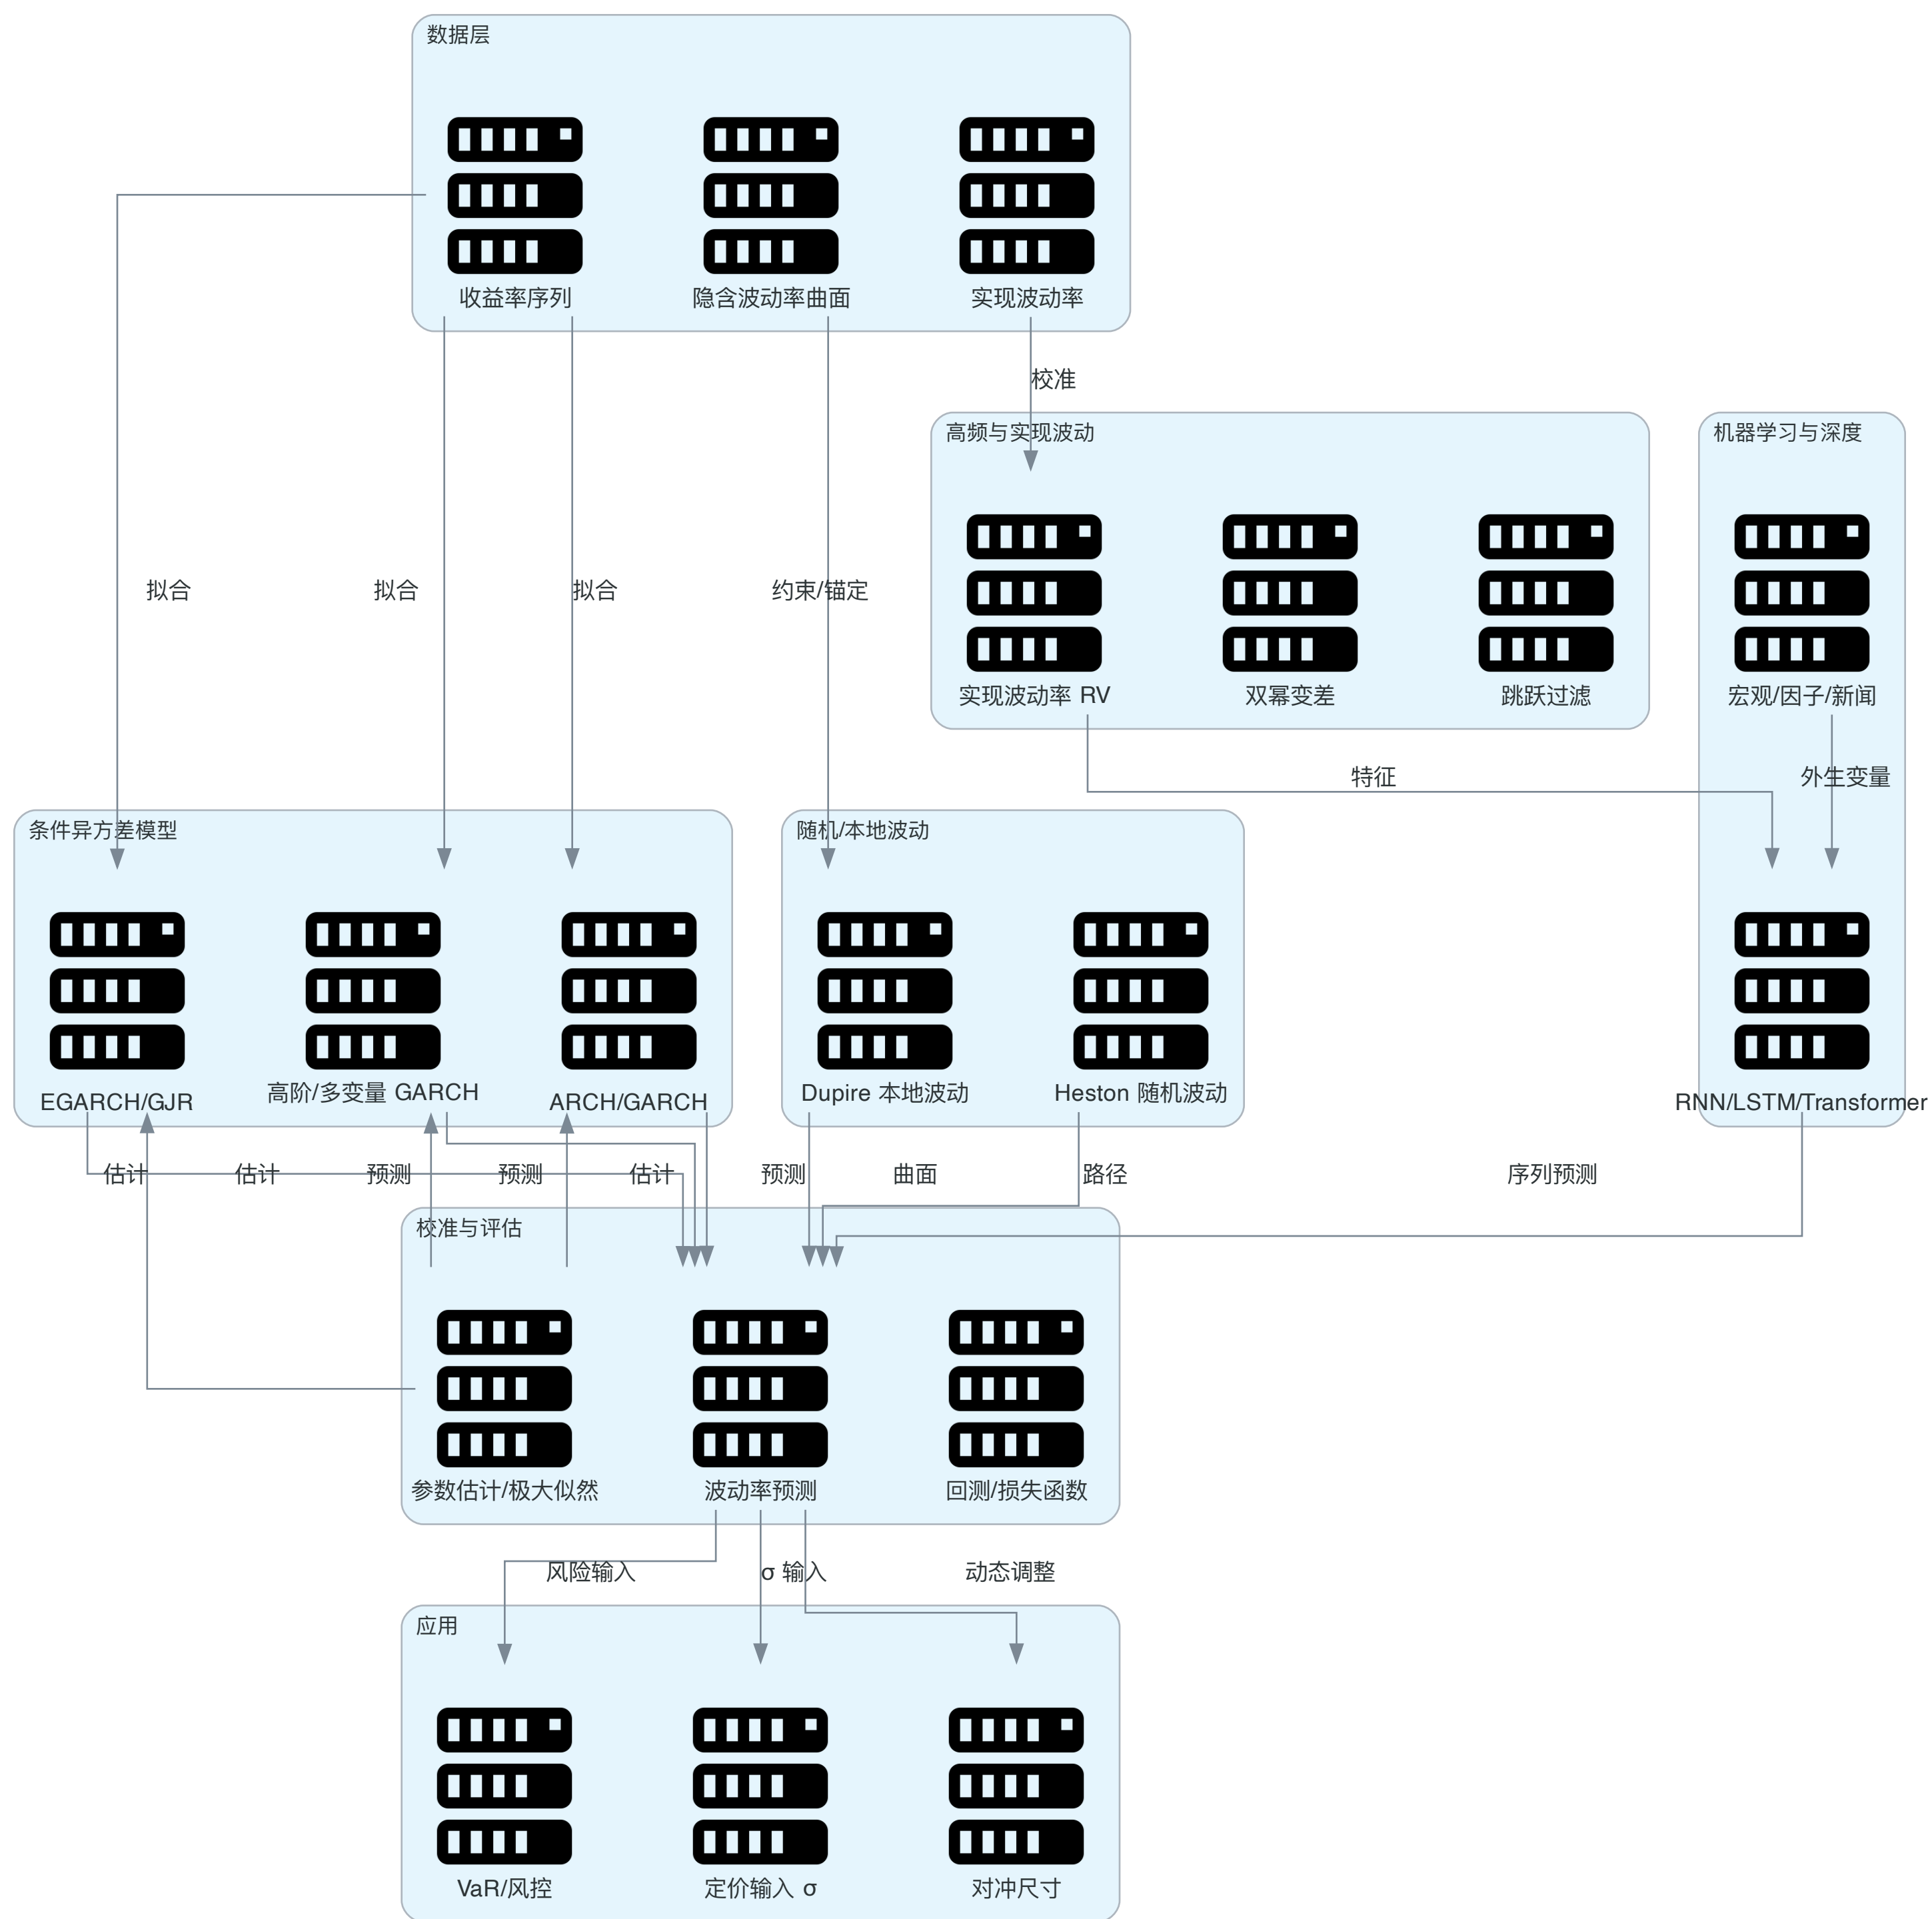 数据层
收益率序列
隐含波动率曲面
实现波动率
校准
高频与实现波动
机器学习与深度
拟合
拟合
拟合
约束/锚定
实现波动率 RV
双幂变差
跳跃过滤
宏观/因子/新闻
特征
外生变量
条件异方差模型
随机/本地波动
EGARCH/GJR
高阶/多变量 GARCH
ARCH/GARCH
Dupire 本地波动
Heston 随机波动
RNN/LSTM/Transformer
估计
估计
预测
预测
估计
预测
曲面
路径
序列预测
校准与评估
参数估计/极大似然
波动率预测
回测/损失函数
风险输入
σ 输入
动态调整
应用
VaR/风控
定价输入 σ
对冲尺寸